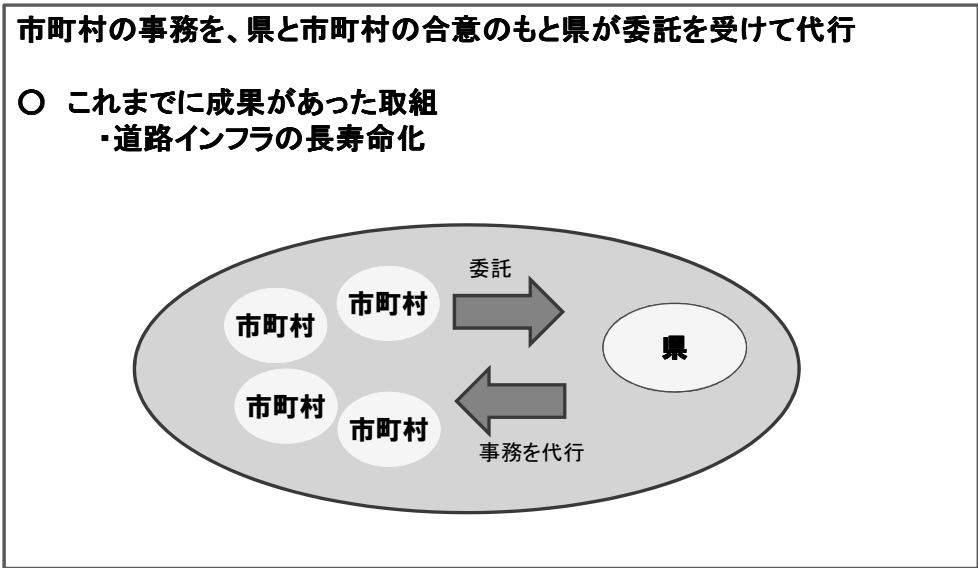 市町村の事務を、県と市町村の合意のもと県が委託を受けて代行
○ これまでに成果があった取組
・道路インフラの長寿命化
委託
市町村
市町村
県
市町村
市町村
事務を代行